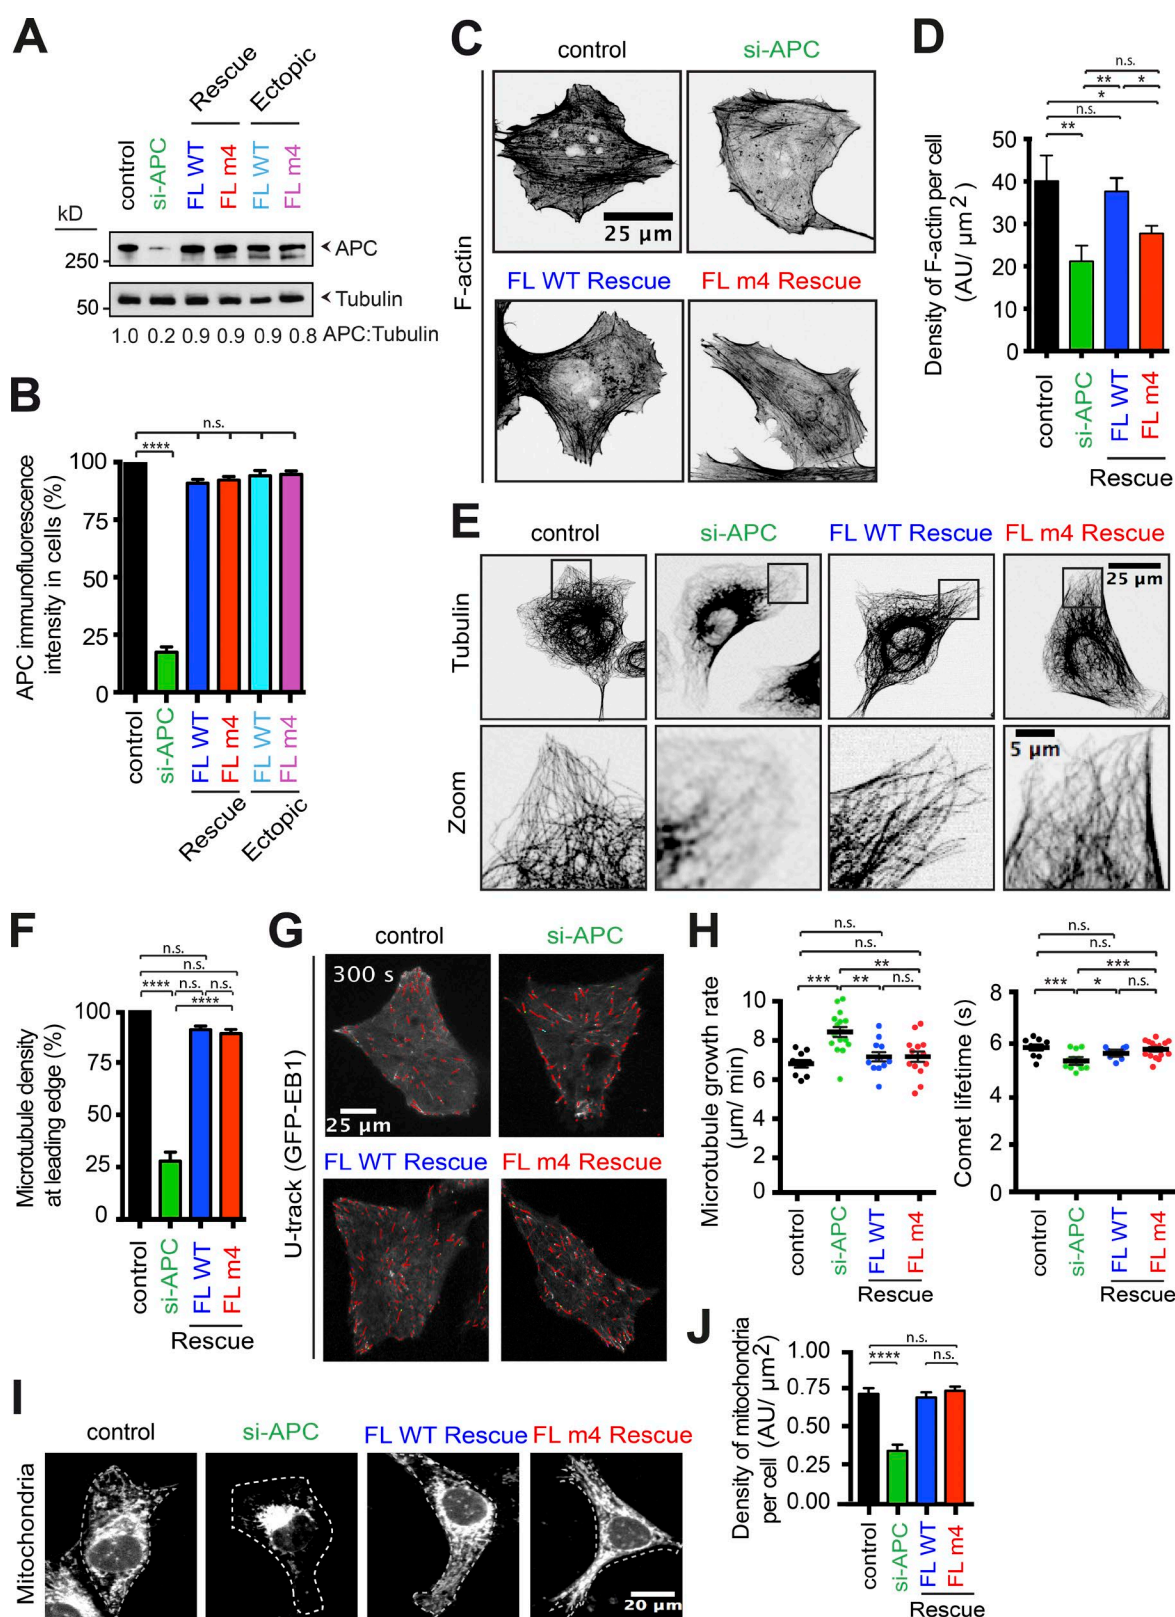 A
Rescue
Ectopic
control
si-APC
FL WT
FL m4
FL WT
FL m4
kD
250
APC
50
Tubulin
1.0 0.2 0.9 0.9 0.9 0.8 APC:Tubulin
B
n.s.
****
APC immunofluorescence
intensity in cells (%)
100
75
50
25
0
control
si-APC
FL WT
FL m4
FL WT
FL m4
Rescue
Ectopic
C
control
si-APC
F-actin
25 µm
FL WT Rescue
FL m4 Rescue
D
n.s.
** *
*
n.s.
**
Density of F-actin per cell
(AU/ µm²)
50
40
30
20
10
0
control
si-APC
FL WT
FL m4
Rescue
E
control
si-APC
FL WT Rescue
FL m4 Rescue
Tubulin
25 µm
Zoom
5 µm
F
n.s.
n.s.
**** n.s. n.s.
****
Microtubule density
at leading edge (%)
100
75
50
25
0
control
si-APC
FL WT
FL m4
Rescue
G
control
si-APC
U-track (GFP-EB1)
300 s
25 µm
FL WT Rescue
FL m4 Rescue
H
n.s.
n.s.
**
*** ** n.s.
Microtubule growth rate
(µm/ min)
10
8
6
4
2
0
control
si-APC
FL WT
FL m4
Rescue
n.s.
n.s.
***
*** * n.s.
Comet lifetime (s)
8
6
4
2
0
control
si-APC
FL WT
FL m4
Rescue
I
control
si-APC
FL WT Rescue
FL m4 Rescue
Mitochondria
20 µm
J
n.s.
**** n.s.
Density of mitochondria
per cell (AU/ µm²)
1.00
0.75
0.50
0.25
0.00
control
si-APC
FL WT
FL m4
Rescue